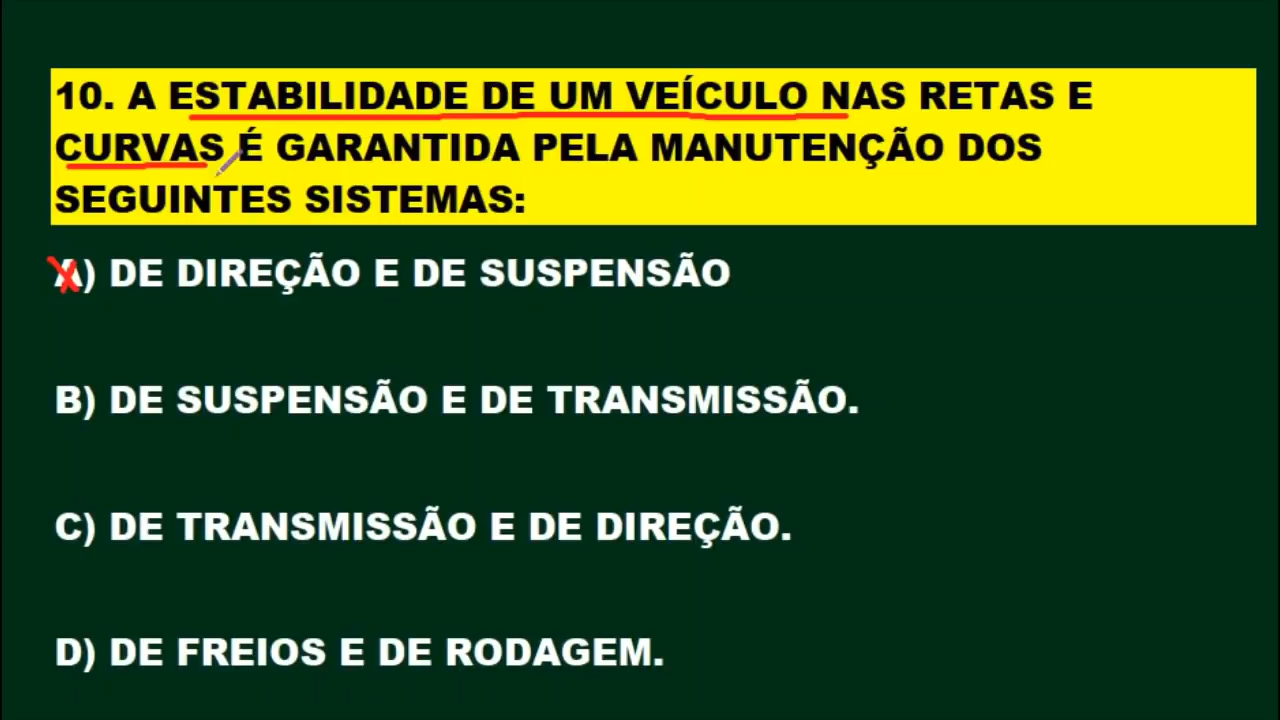 10. A ESTABILIDADE DE UM VEÍCULO NAS RETAS E
CURVAS É GARANTIDA PELA MANUTENÇÃO DOS
SEGUINTES SISTEMAS:
A) DE DIREÇÃO E DE SUSPENSÃO
B) DE SUSPENSÃO E DE TRANSMISSÃO.
C) DE TRANSMISSÃO E DE DIREÇÃO.
D) DE FREIOS E DE RODAGEM.